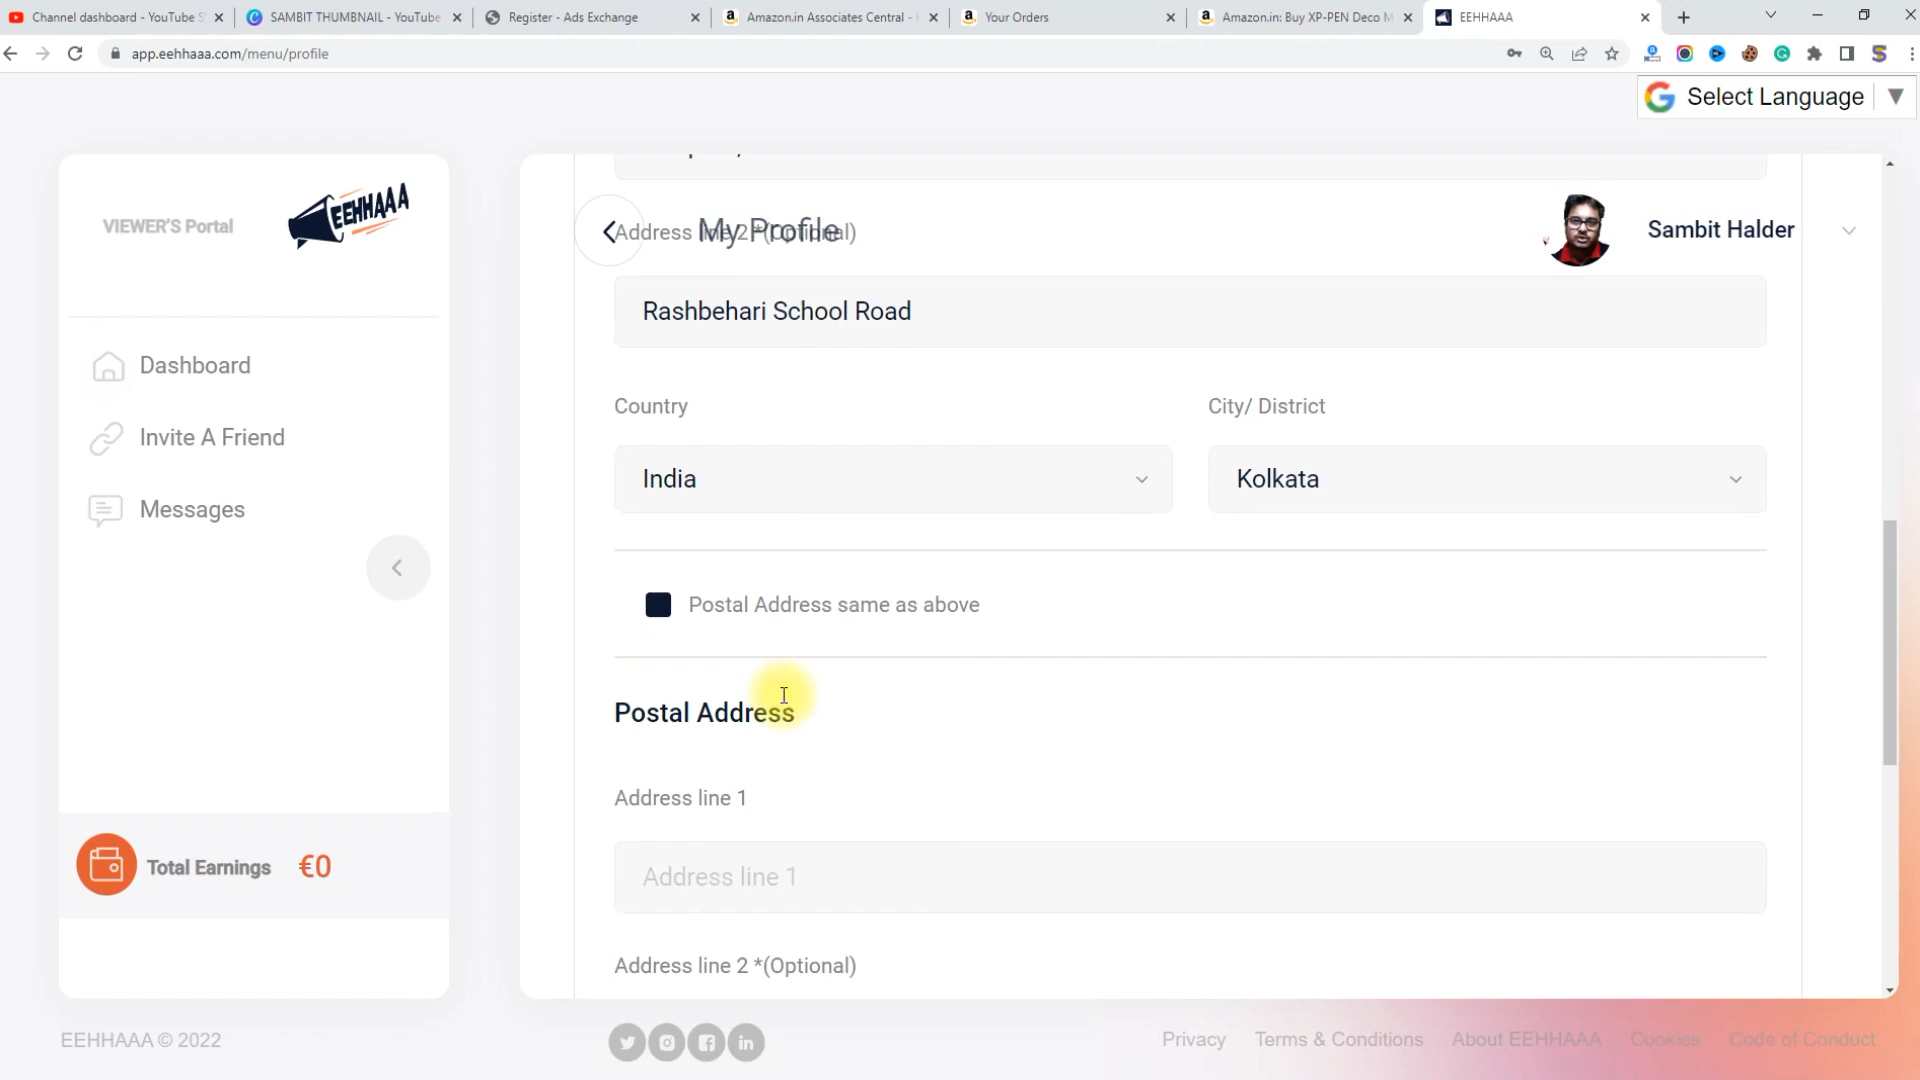 Channel dashboard - YouTube S
SAMBIT THUMBNAIL - YouTube
Register - Ads Exchange
Amazon.in Associates Central -
Your Orders
Amazon.in: Buy XP-PEN Deco M
EEHHAAA
app.eehhaaa.com/menu/profile
Select Language
VIEWER'S Portal
EEHHAAA
My Profile
Sambit Halder
Address line 2 *(Optional)
Rashbehari School Road
Dashboard
Invite A Friend
Messages
Country
City/ District
India
Kolkata
Postal Address same as above
Postal Address
Address line 1
Address line 1
Address line 2 *(Optional)
Total Earnings €0
EEHHAAA © 2022
Privacy
Terms & Conditions
About EEHHAAA
Cookies
Code of Conduct